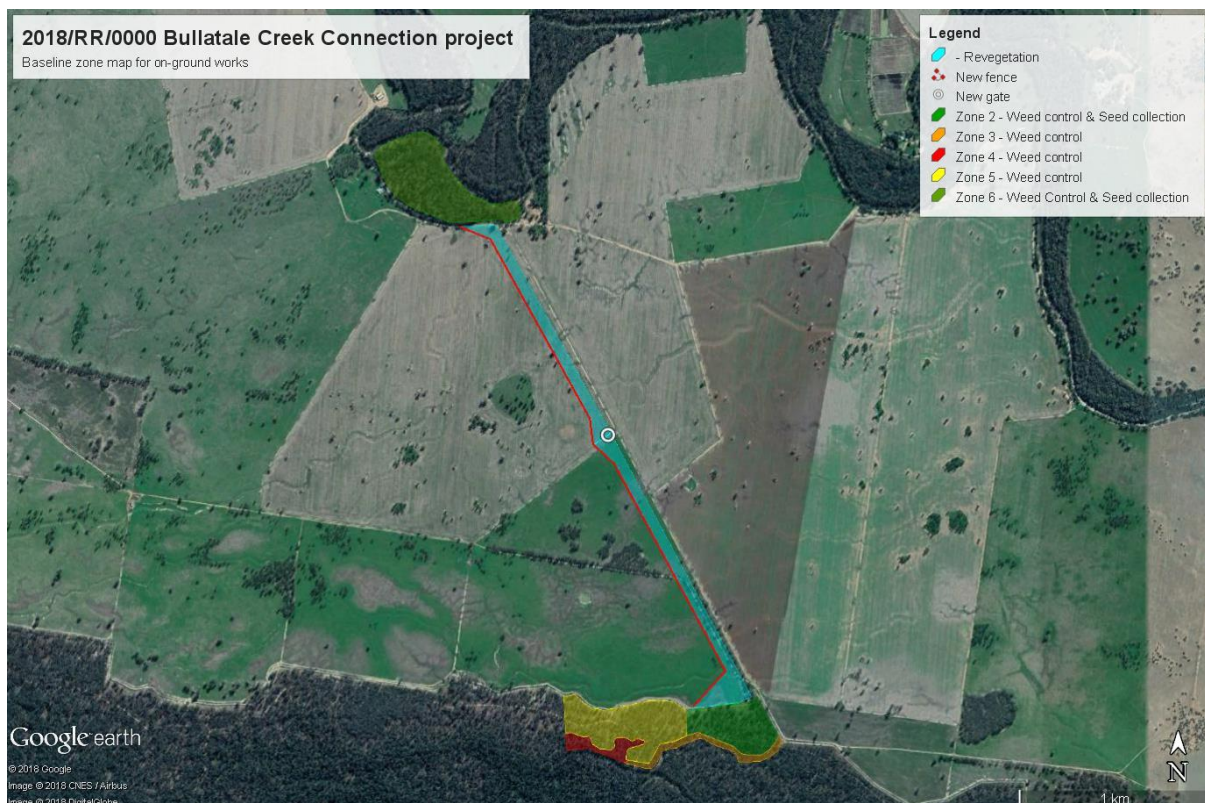 2018/RR/0000 Bullatale Creek Connection project
Baseline zone map for on-ground works
Legend
- Revegetation
New fence
New gate
Zone 2 - Weed control & Seed collection
Zone 3 - Weed control
Zone 4 - Weed control
Zone 5 - Weed control
Zone 6 - Weed Control & Seed collection
Google earth
© 2018 Google
Image © 2018 CNES / Airbus
Image © 2018 DigitalGlobe
N
1 km